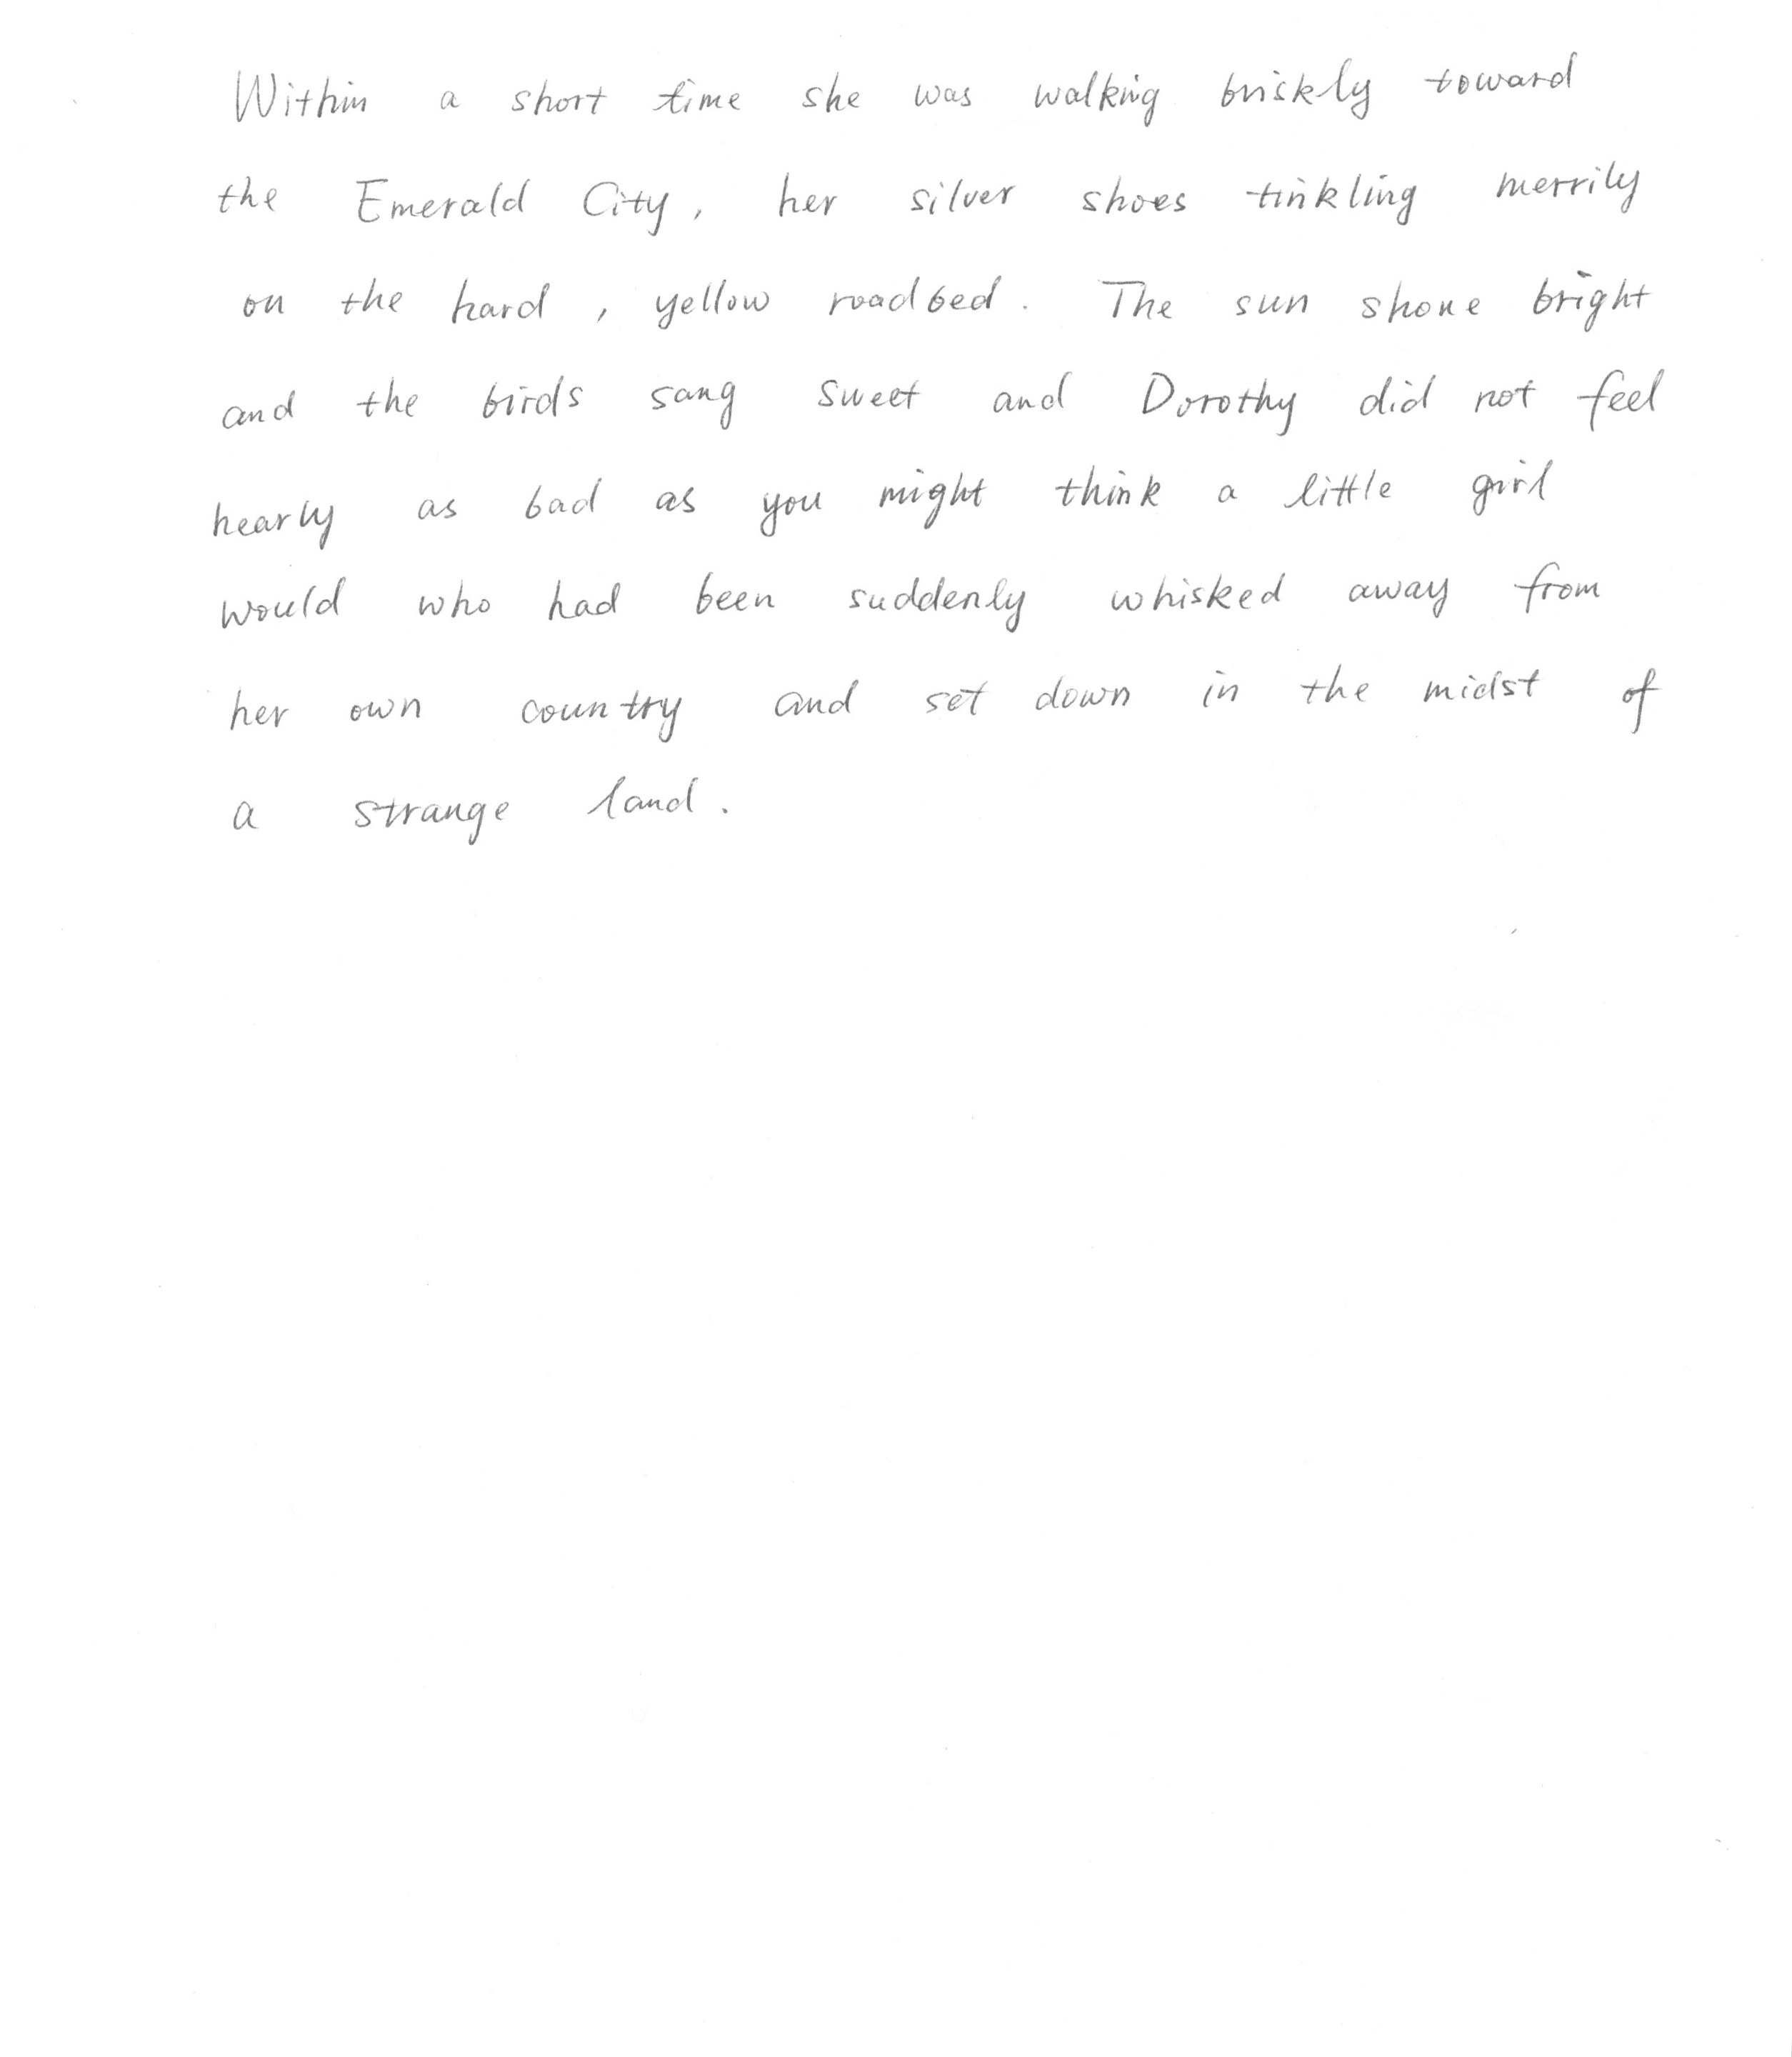 Within a short time she was walking briskly toward
the Emerald City, her silver shoes tinkling merrily
on the hard, yellow roadbed. The sun shone bright
and the birds sang sweet and Dorothy did not feel
nearly as bad as you might think a little girl
would who had been suddenly whisked away from
her own country and set down in the midst of
a strange land.